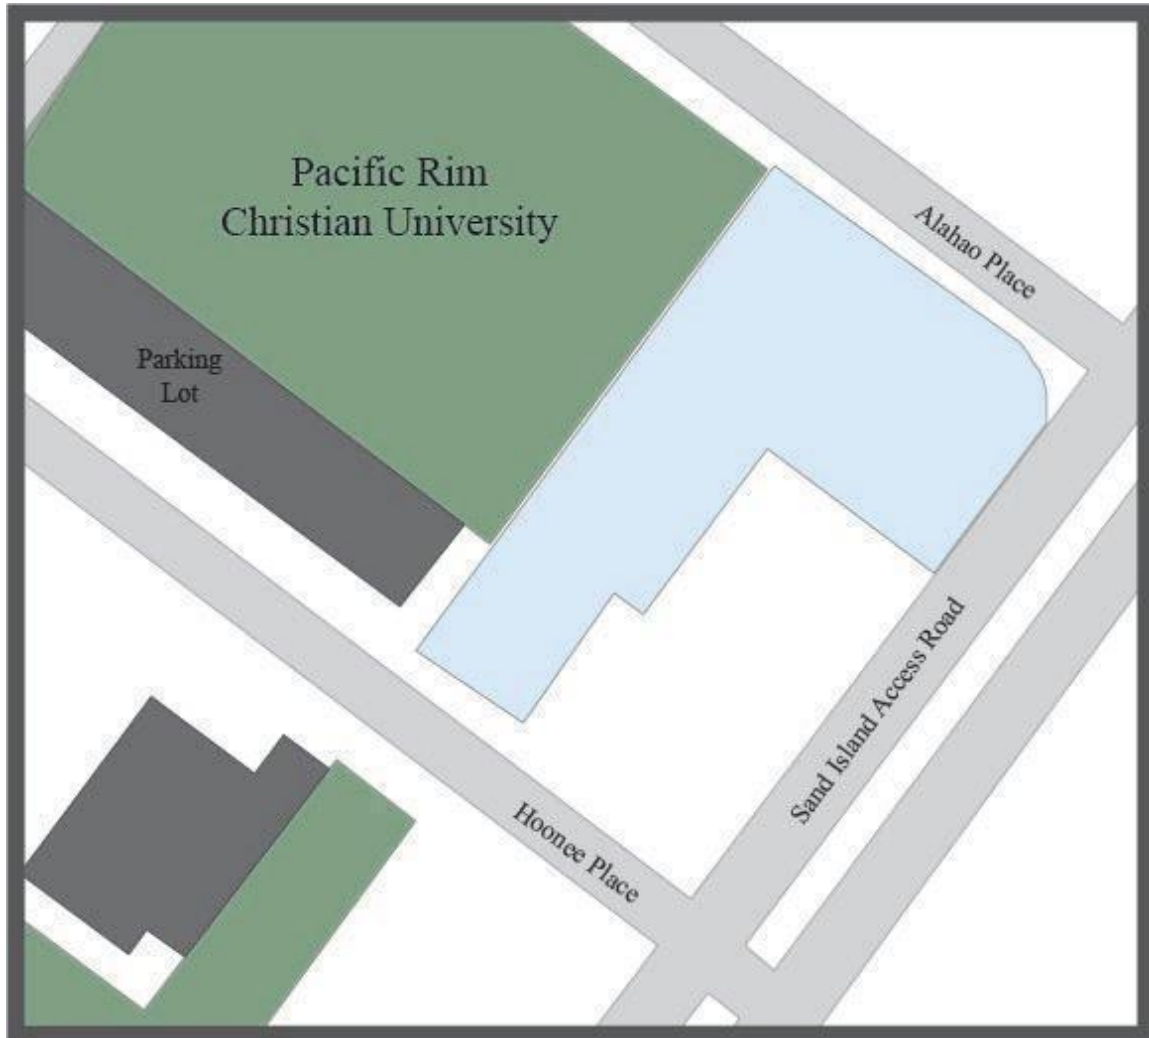 Pacific Rim
Christian University
Alahao Place
Parking
Lot
Sand Island Access Road
Hoonee Place